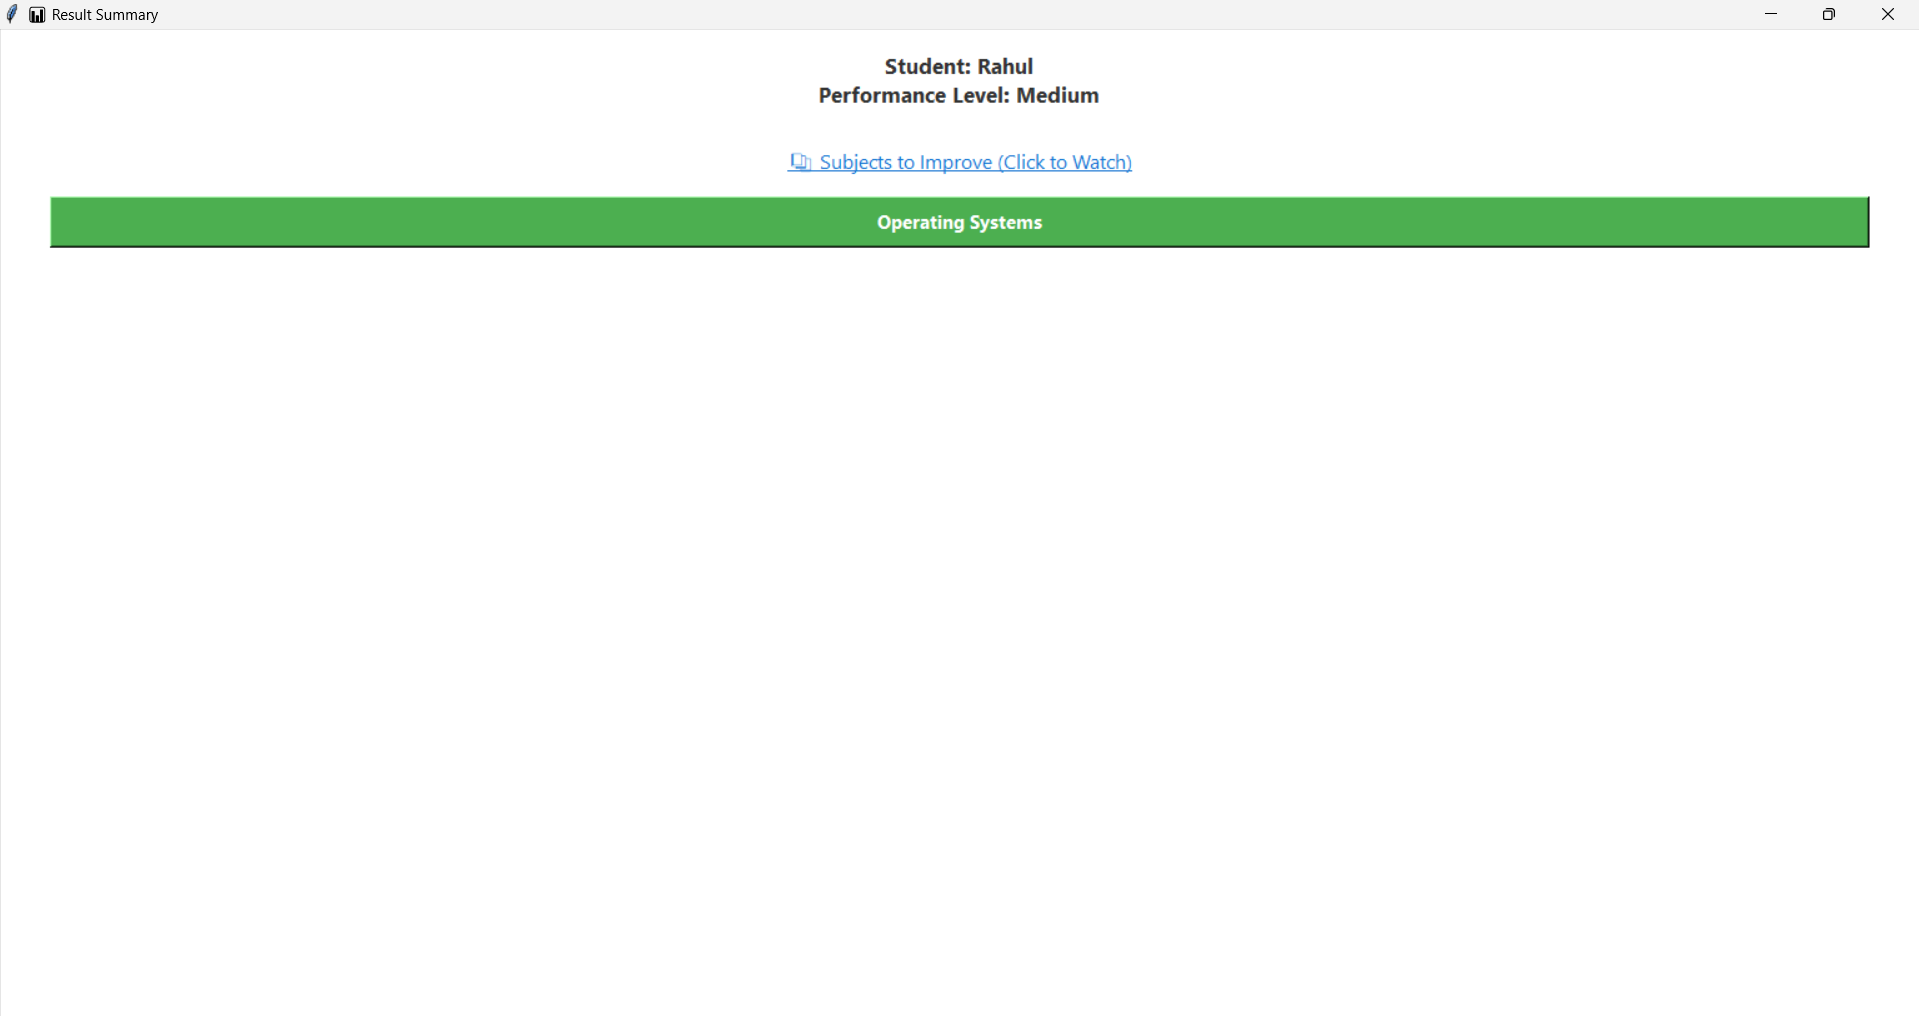 Result Summary
Student: Rahul
Performance Level: Medium
Subjects to Improve (Click to Watch)
Operating Systems